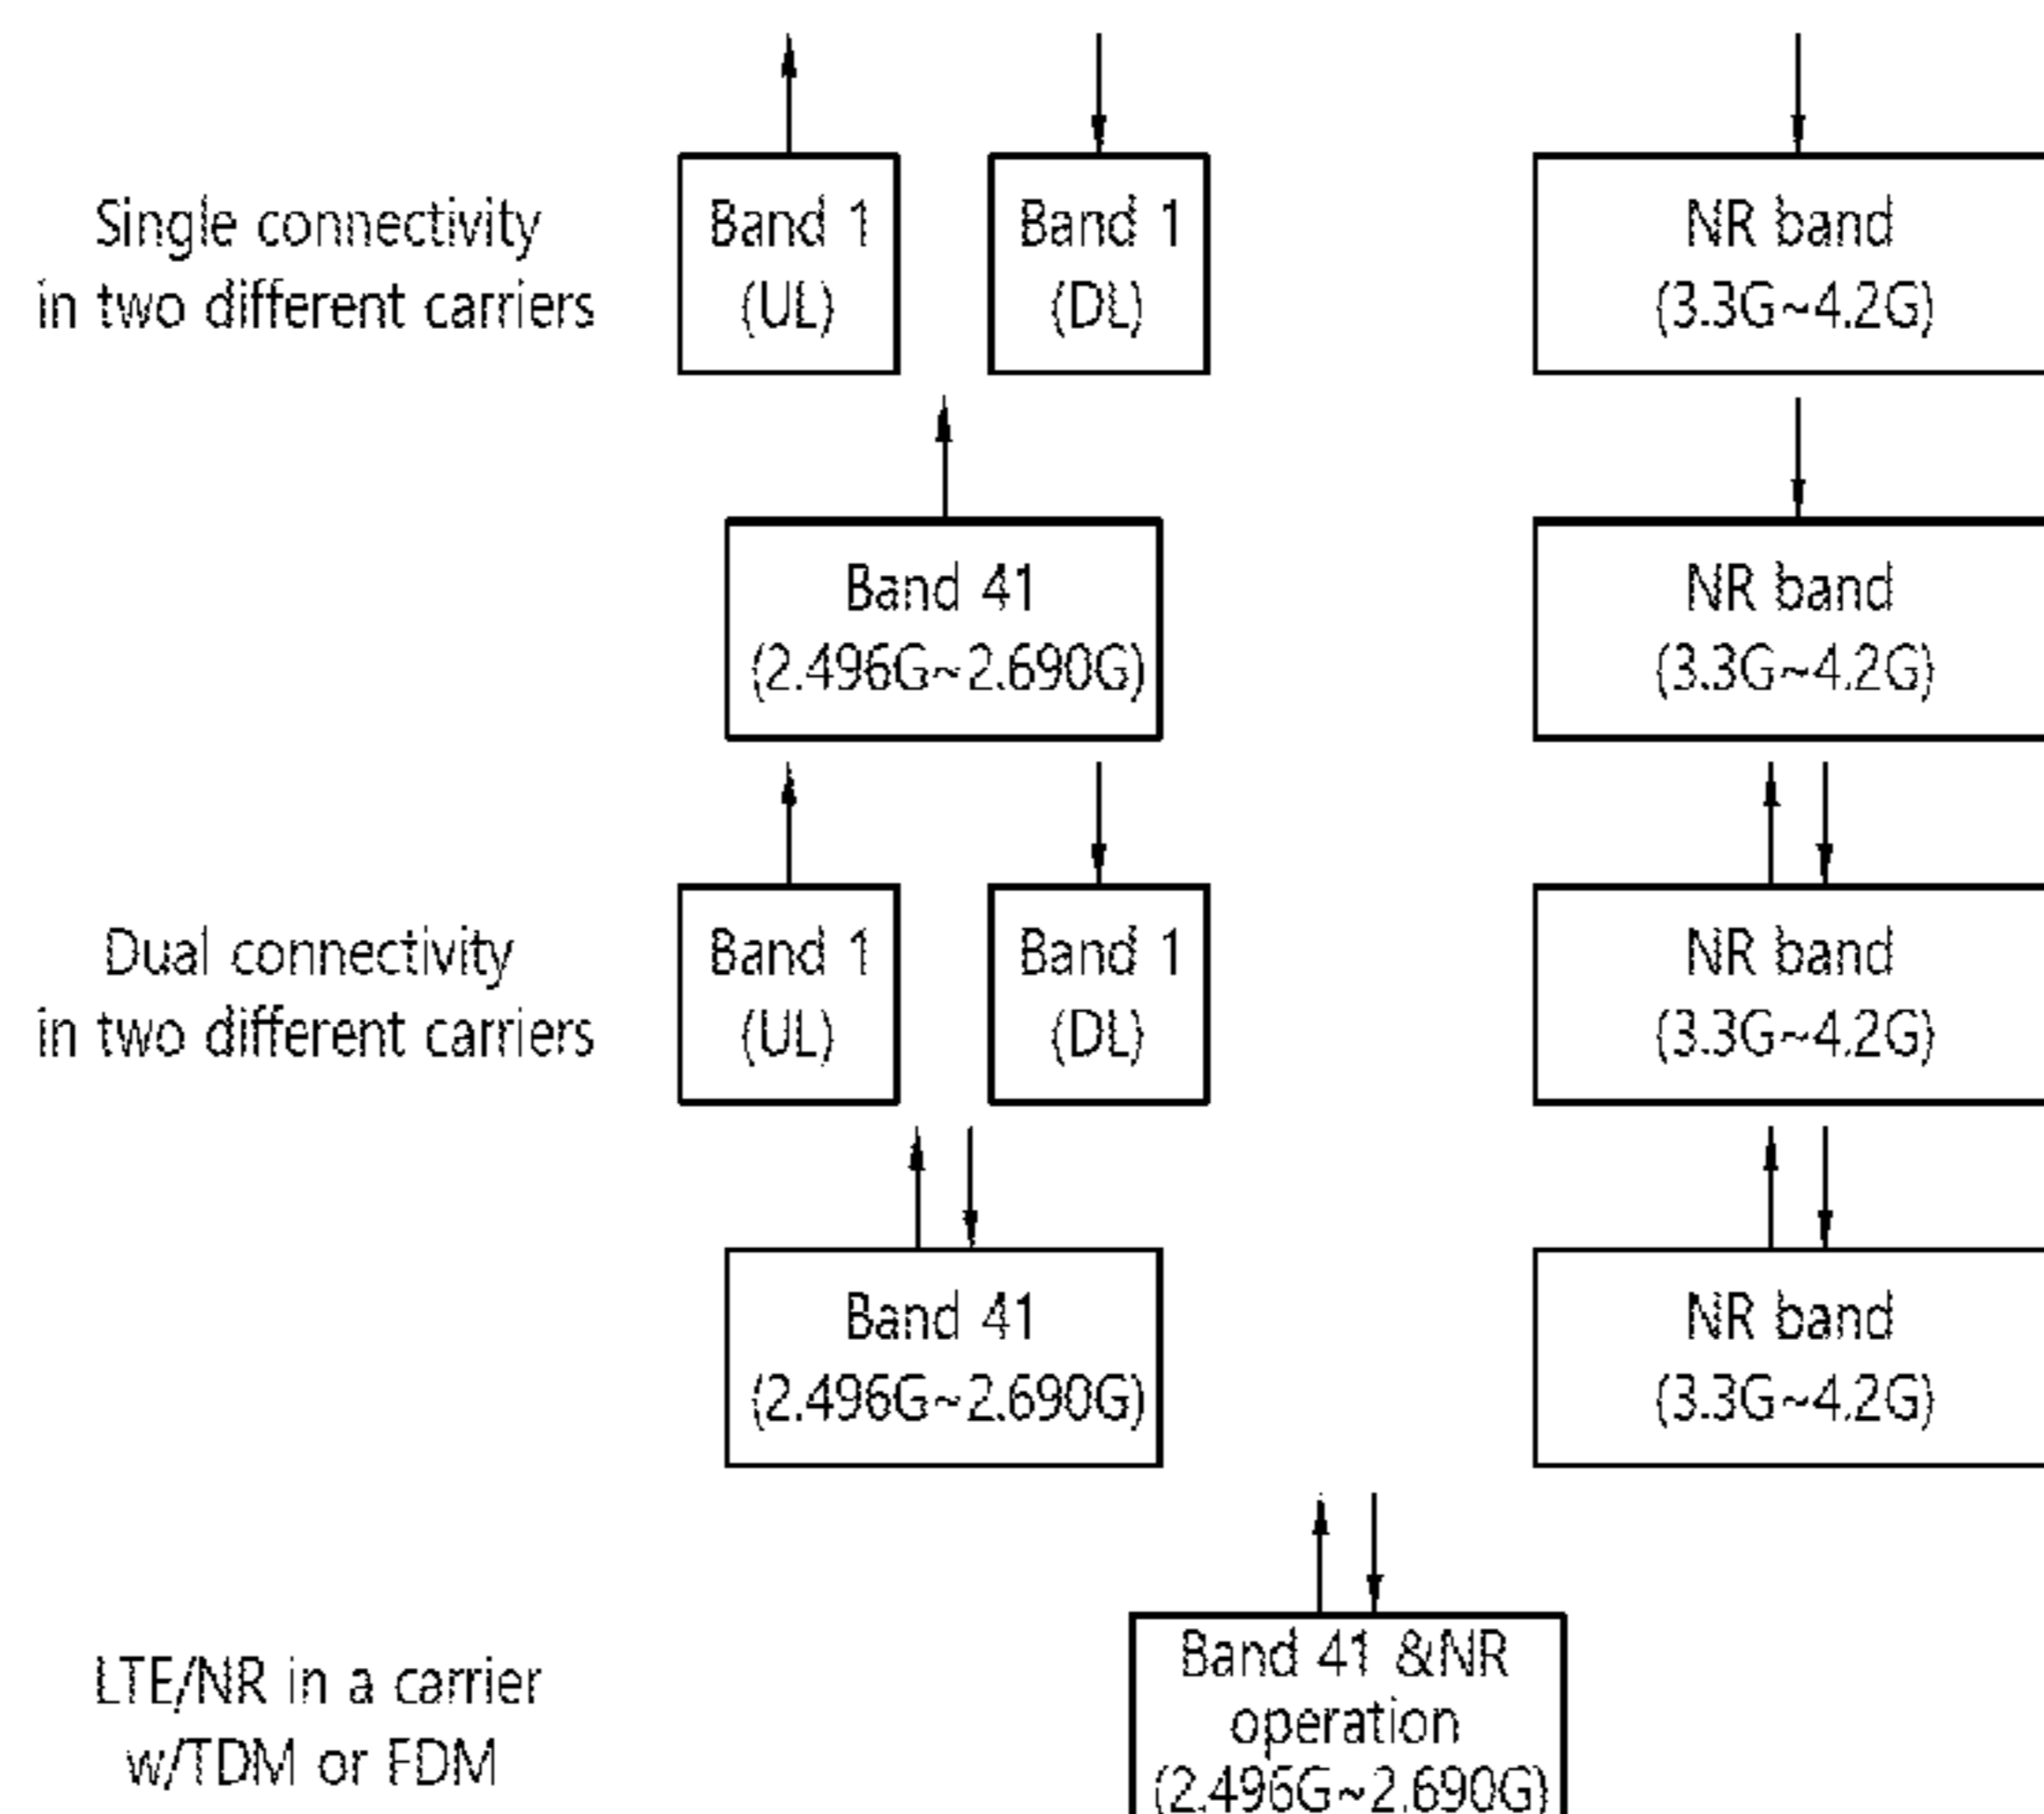 Single connectivity
in two different carriers
Band 1
(UL)
Band 1
(DL)
NR band
(3.3G~4.2G)
Band 41
(2.496G~2.690G)
NR band
(3.3G~4.2G)
Dual connectivity
in two different carriers
Band 1
(UL)
Band 1
(DL)
NR band
(3.3G~4.2G)
Band 41
(2.496G~2.690G)
NR band
(3.3G~4.2G)
LTE/NR in a carrier
w/TDM or FDM
Band 41 &NR
operation
(2.496G~2.690G)